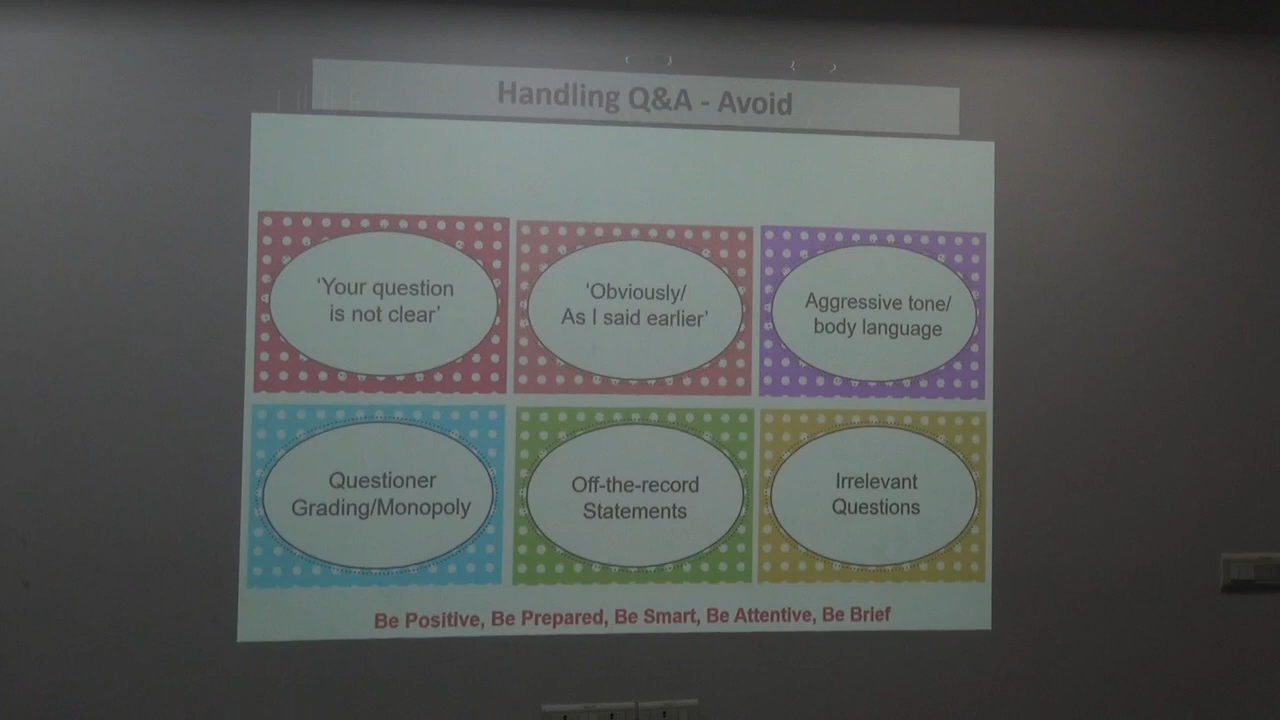 Handling Q&A - Avoid
‘Your question
is not clear’
‘Obviously/
As I said earlier’
Aggressive tone/
body language
Questioner
Grading/Monopoly
Off-the-record
Statements
Irrelevant
Questions
Be Positive, Be Prepared, Be Smart, Be Attentive, Be Brief